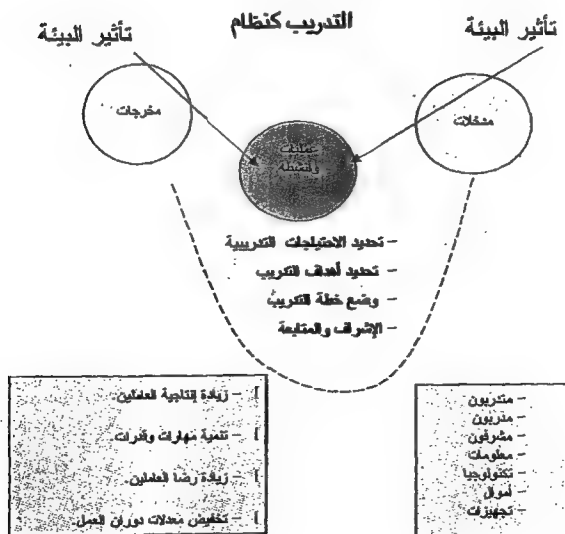 التدريب كنظام
تأثير البيئة
تأثير البيئة
مدخلات
عمليات
وأنشطة
مخرجات
– تحديد الاحتياجات التدريبية
– تحديد أهداف التدريب
– وضع خطة التدريب
– الإشراف والمتابعة
– متدربون
– مدربون
– مشرفون
– معلومات
– تكنولوجيا
– أموال
– تجهيزات
– زيادة إنتاجية العاملين.
– تنمية مهارات وقدرات.
– زيادة رضا العاملين.
– تخفيض معدلات دوران العمل.